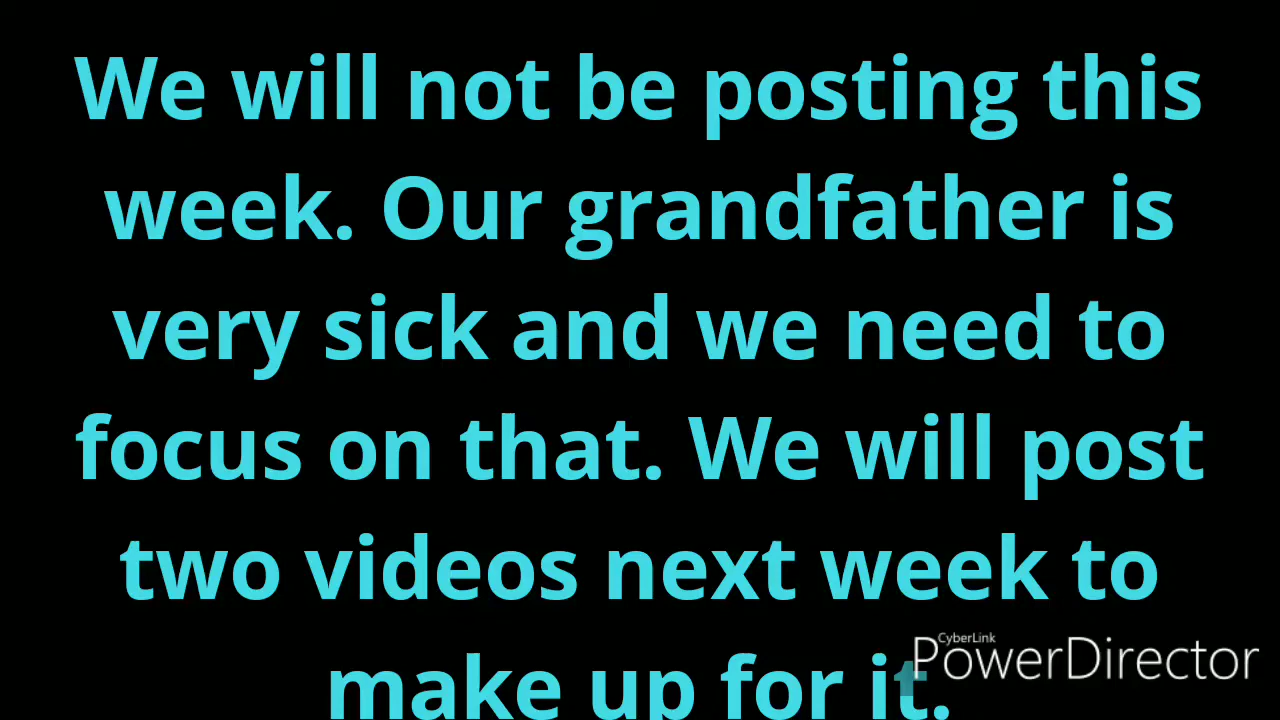 We will not be posting this
week. Our grandfather is
very sick and we need to
focus on that. We will post
two videos next week to
make up for it.
CyberLink
PowerDirector